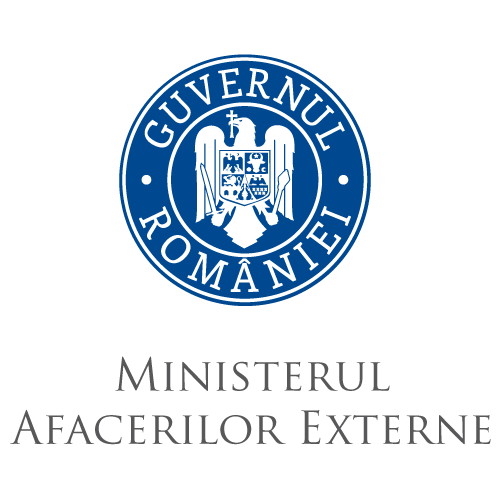 GUVERNUL
ROMÂNIEI
MINISTERUL
AFACERILOR EXTERNE